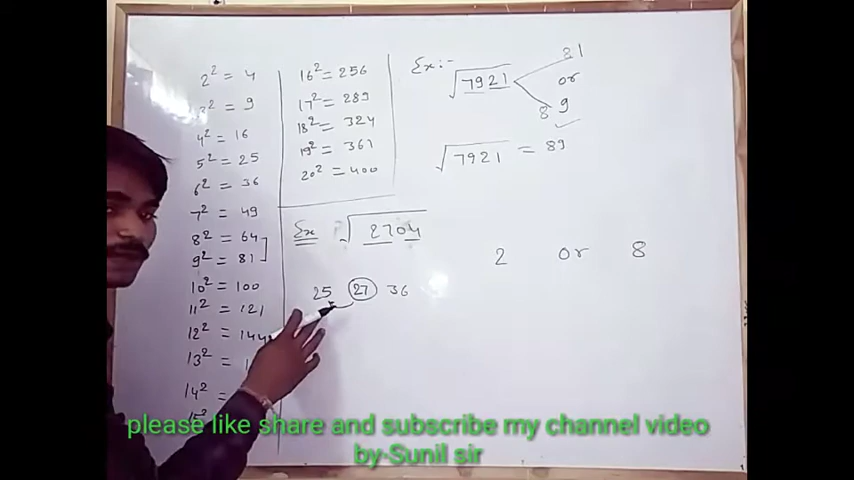 2² = 4
3² = 9
4² = 16
5² = 25
6² = 36
7² = 49
8² = 64
9² = 81
10² = 100
11² = 121
12² = 144
13² =
14² =
15²
16² = 256
17² = 289
18² = 324
19² = 361
20² = 400
Ex:-
√7921
81
or
89
√7921 = 89
Ex √2704
25 27 36
2 or 8
please like share and subscribe my channel video
by-Sunil sir